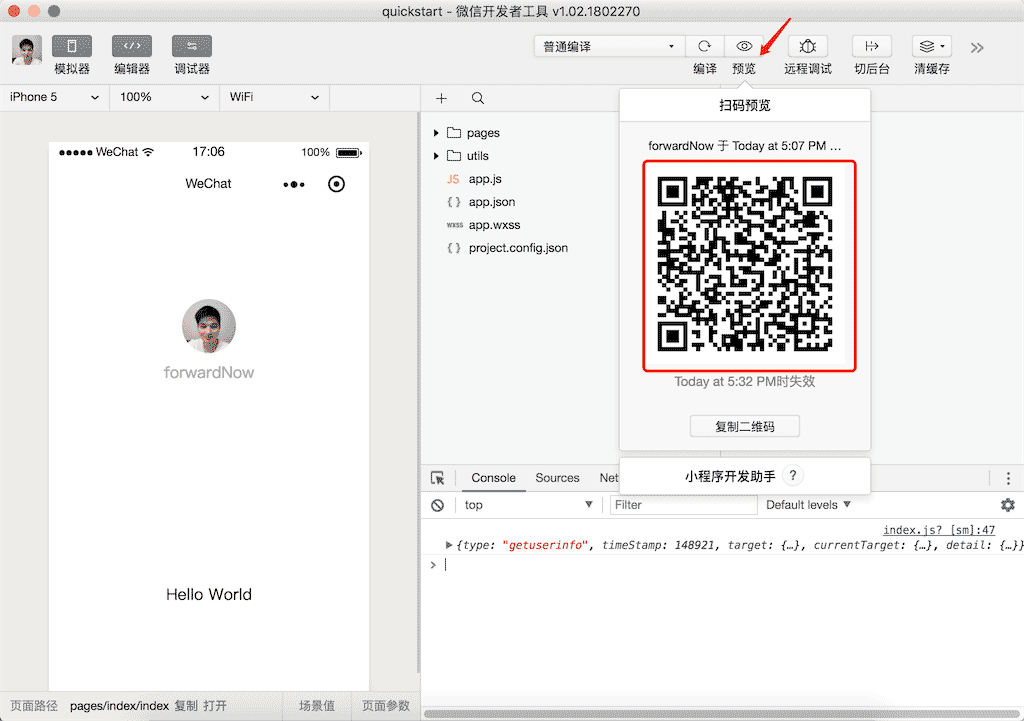 quickstart - 微信开发者工具 v1.02.1802270
模拟器 编辑器 调试器
普通编译
编译 预览 远程调试 切后台 清缓存
iPhone 5 100% WiFi
WeChat 17:06 100%
WeChat
forwardNow
Hello World
pages
utils
JS app.js
{ } app.json
wxss app.wxss
{ } project.config.json
扫码预览
forwardNow 于 Today at 5:07 PM ...
Today at 5:32 PM时失效
复制二维码
小程序开发助手 ?
Console Sources Net
top Filter Default levels
index.js? [sm]:47
{type: "getuserinfo", timeStamp: 148921, target: {…}, currentTarget: {…}, detail: {…}}
页面路径 pages/index/index 复制 打开 场景值 页面参数